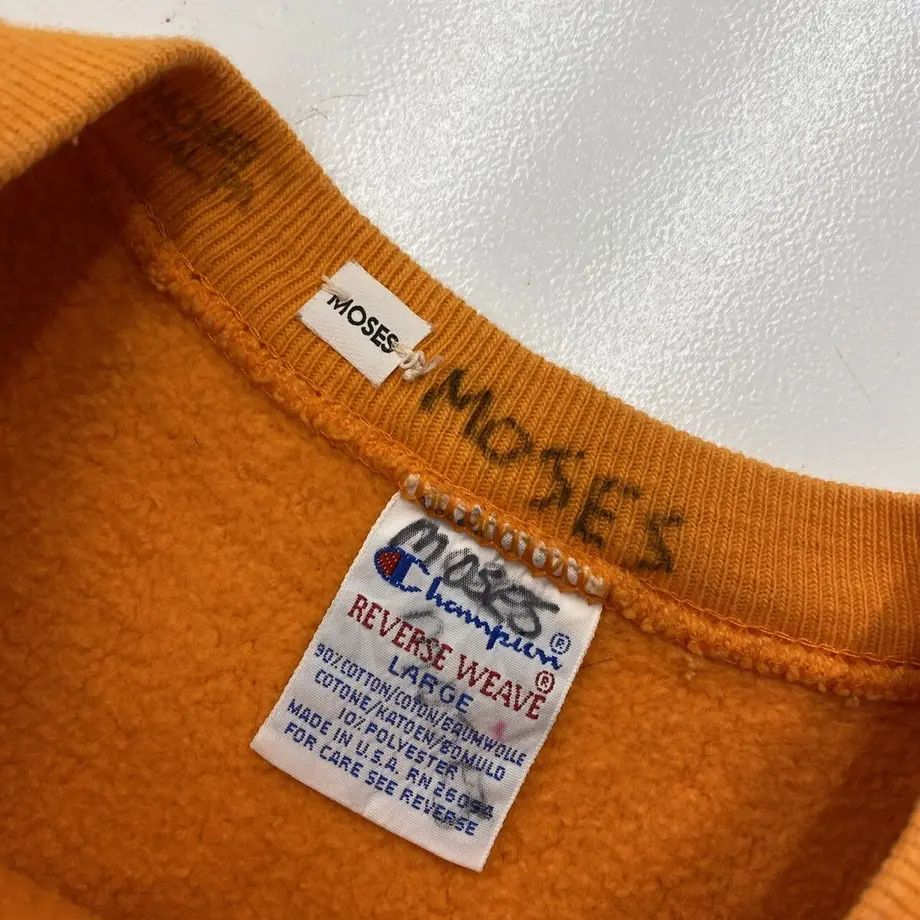 MOSES
MOSES
MOSES
Champion®
REVERSE WEAVE®
LARGE
90% COTTON/COTON/BAUMWOLLE
COTONE/KATOEN/BOMULD
10% POLYESTER
MADE IN U.S.A. RN 26094
FOR CARE SEE REVERSE